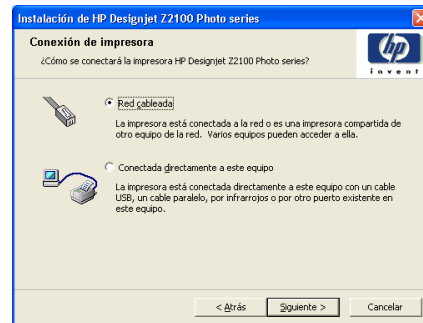 Instalación de HP Designjet Z2100 Photo series
Conexión de impresora
¿Cómo se conectará la impresora HP Designjet Z2100 Photo series?
hp
invent
Red cableada
La impresora está conectada a la red o es una impresora compartida de
otro equipo de la red. Varios equipos pueden acceder a ella.
Conectada directamente a este equipo
La impresora está conectada directamente a este equipo con un cable
USB, un cable paralelo, por infrarrojos o por otro puerto existente en
este equipo.
< Atrás
Siguiente >
Cancelar